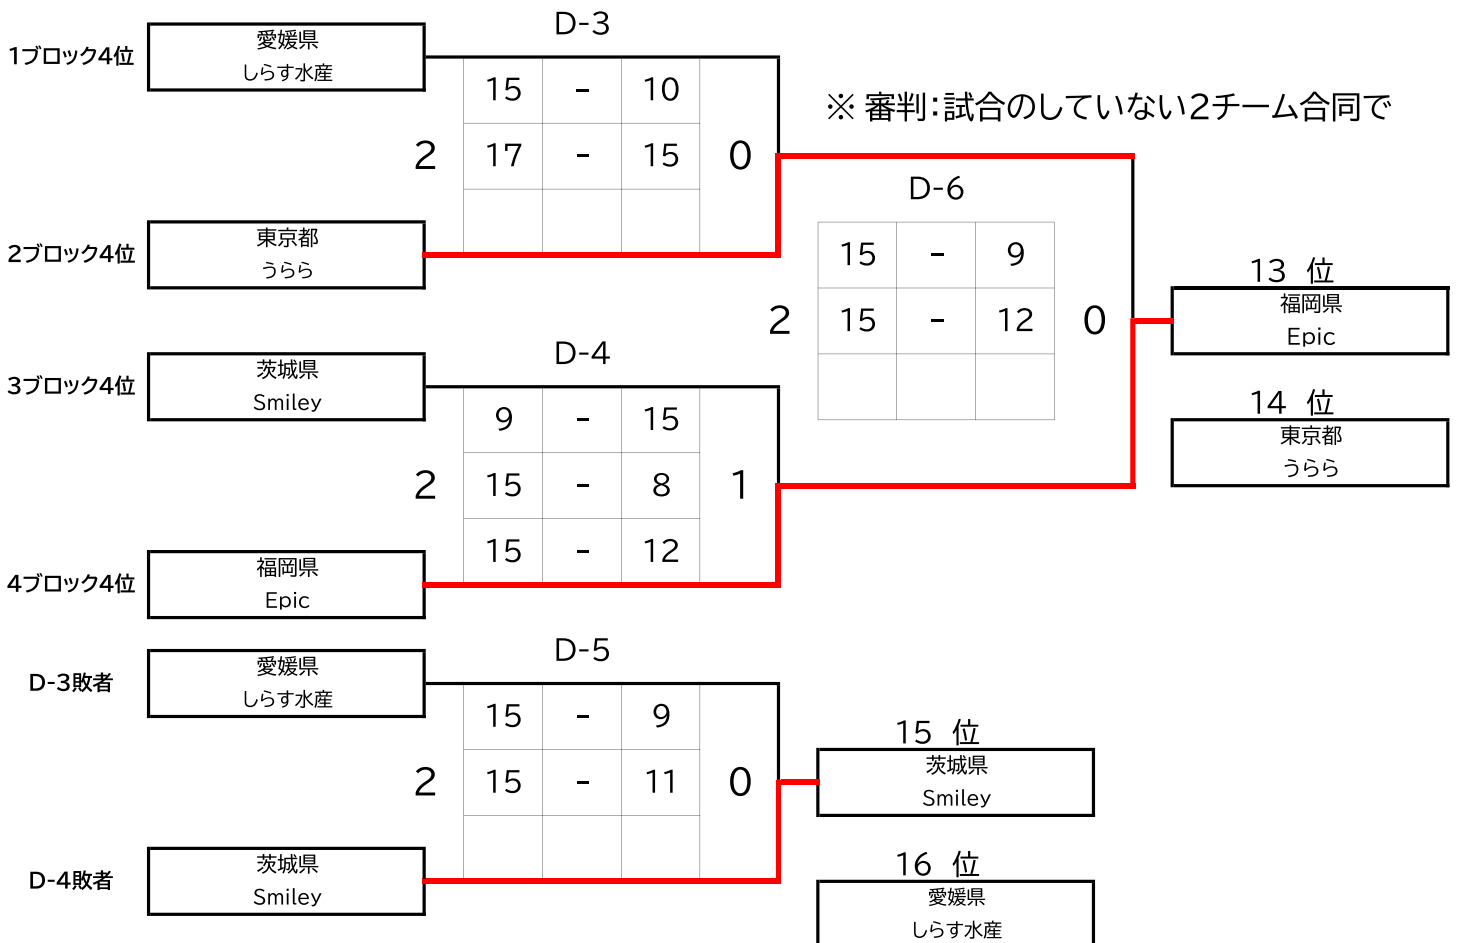 D-3
1ブロック4位
愛媛県
しらす水産
15 - 10
※ 審判：試合のしていない2チーム合同で
2 17 - 15 0
D-6
2ブロック4位
東京都
うらら
15 - 9
13 位
福岡県
Epic
2 15 - 12 0
D-4
3ブロック4位
茨城県
Smiley
14 位
東京都
うらら
9 - 15
2 15 - 8 1
15 - 12
4ブロック4位
福岡県
Epic
D-5
D-3敗者
愛媛県
しらす水産
15 - 9
15 位
茨城県
Smiley
2 15 - 11 0
D-4敗者
茨城県
Smiley
16 位
愛媛県
しらす水産